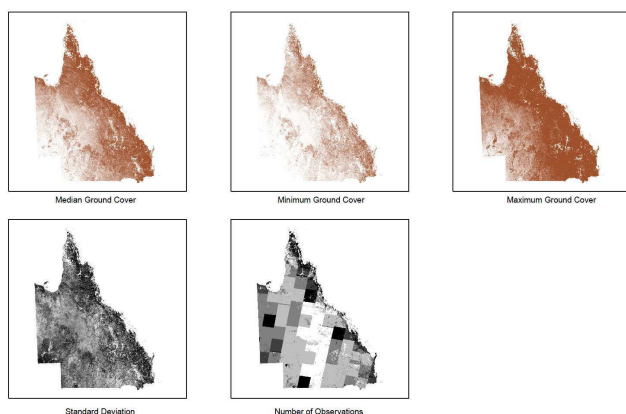 Median Ground Cover
Minimum Ground Cover
Maximum Ground Cover
Standard Deviation
Number of Observations